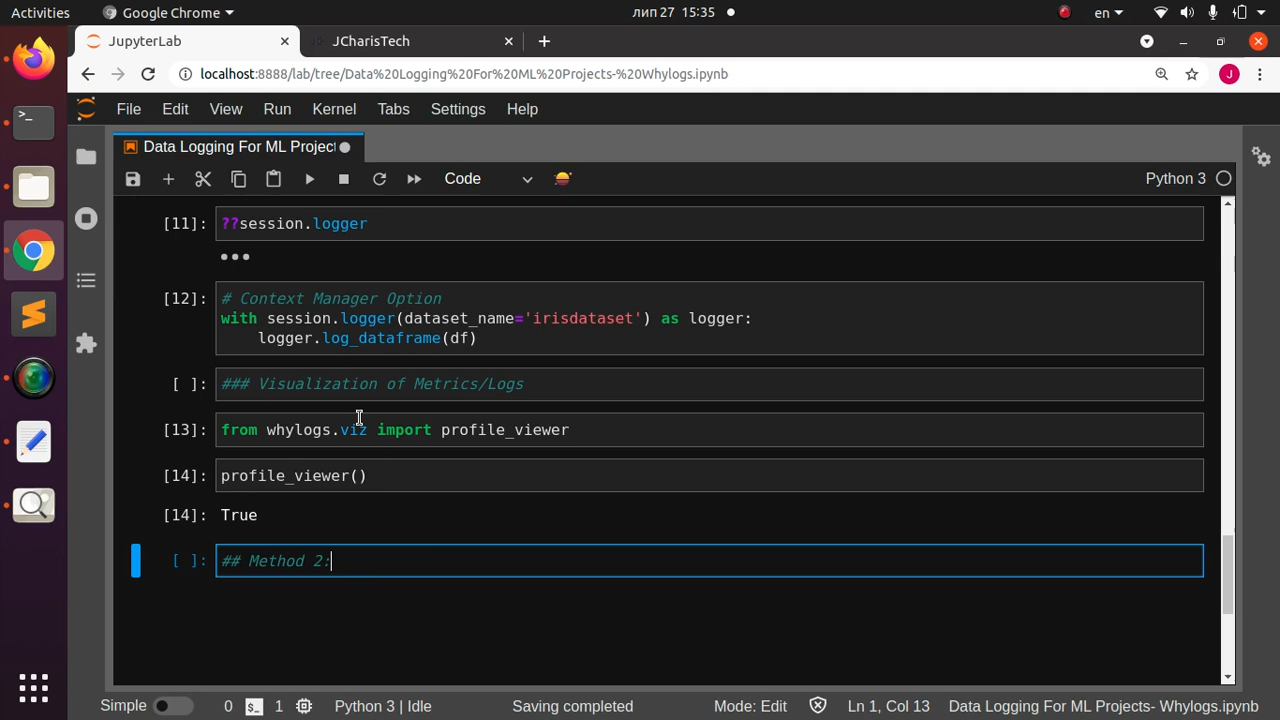 Activities Google Chrome лип 27 15:35 en
JupyterLab JCharisTech
localhost:8888/lab/tree/Data%20Logging%20For%20ML%20Projects-%20Whylogs.ipynb J
File Edit View Run Kernel Tabs Settings Help
Data Logging For ML Project
Code Python 3
[11]: ??session.logger
[12]: # Context Manager Option
with session.logger(dataset_name='irisdataset') as logger:
logger.log_dataframe(df)
[ ]: ### Visualization of Metrics/Logs
[13]: from whylogs.viz import profile_viewer
[14]: profile_viewer()
[14]: True
[ ]: ## Method 2:
Simple 0 $_ 1 Python 3 | Idle Saving completed Mode: Edit Ln 1, Col 13 Data Logging For ML Projects- Whylogs.ipynb